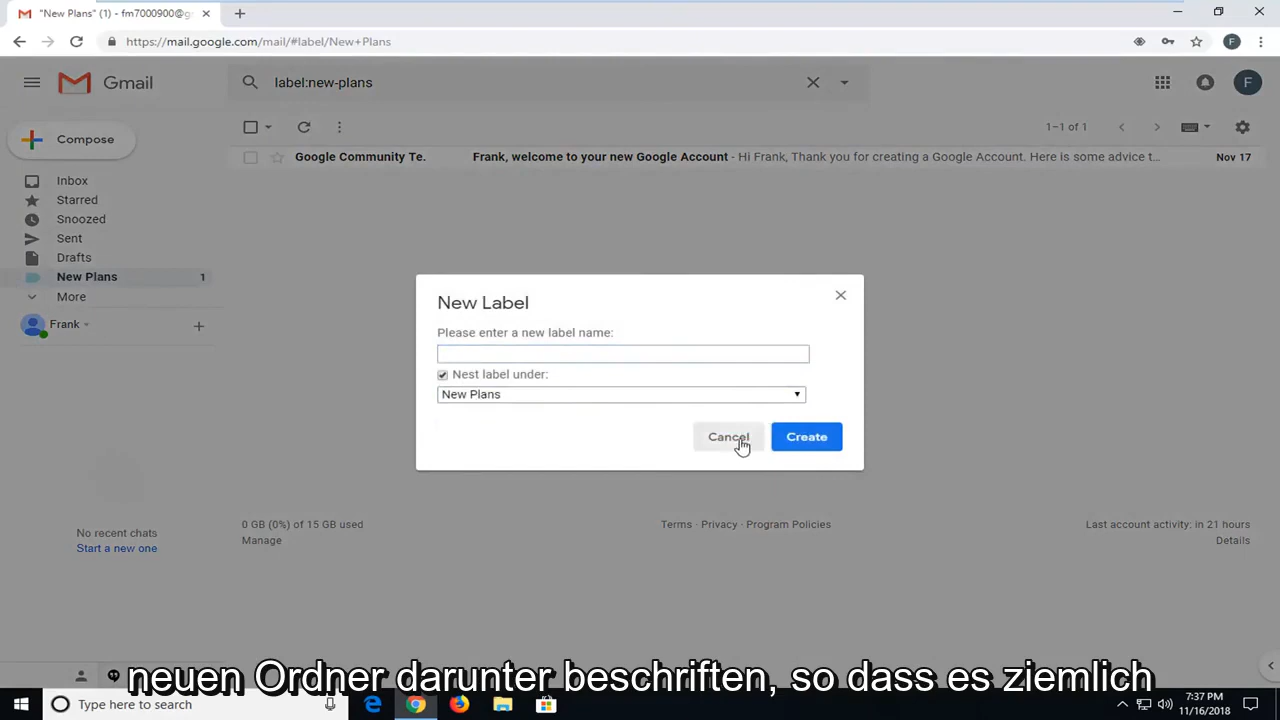 "New Plans" (1) - fm7000900@g
https://mail.google.com/mail/#label/New+Plans
F
Gmail
label:new-plans
F
Compose
1–1 of 1
Google Community Te. Frank, welcome to your new Google Account - Hi Frank, Thank you for creating a Google Account. Here is some advice t... Nov 17
Inbox
Starred
Snoozed
Sent
Drafts
New Plans 1
More
Frank
New Label
Please enter a new label name:
Nest label under:
New Plans
Cancel Create
No recent chats
Start a new one
0 GB (0%) of 15 GB used
Manage
Terms · Privacy · Program Policies
Last account activity: in 21 hours
Details
neuen Ordner darunter beschriften, so dass es ziemlich
Type here to search
7:37 PM
11/16/2018